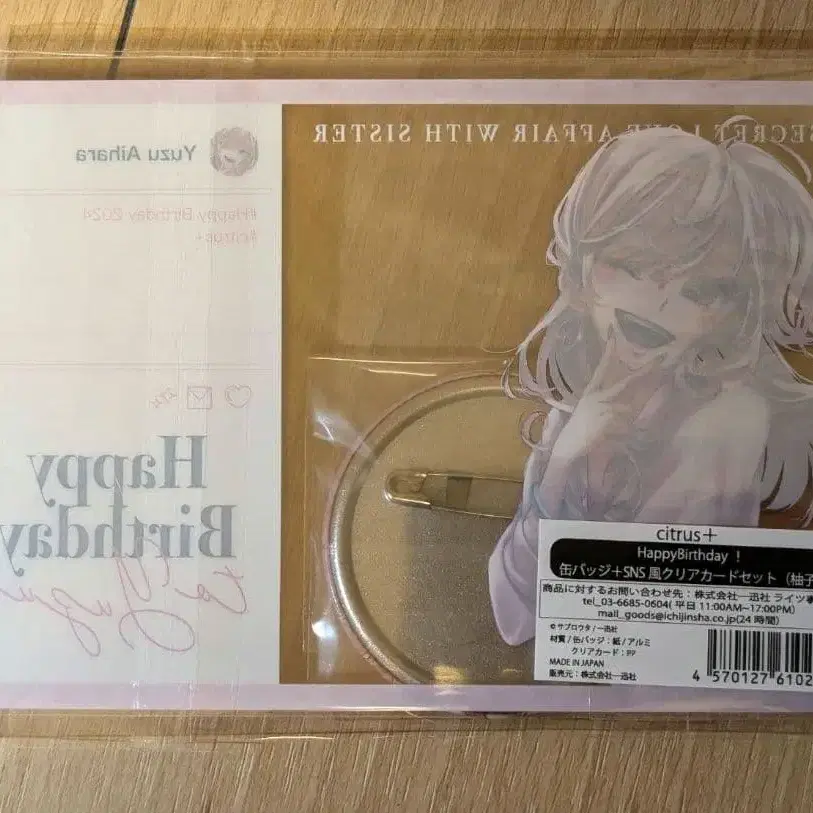 SECRET LOVE AFFAIR WITH SISTER
Yuzu Aihara
#Happy Birthday 2024
#citrus+
Happy
Birthday
to Yuzu
citrus＋
HappyBirthday ！
缶バッジ＋SNS 風クリアカードセット（柚子
商品に対するお問い合わせ先：株式会社一迅社 ライツ事
tel_03-6685-0604( 平日 11:00AM~17:00PM)
mail_goods@ichijinsha.co.jp(24 時間)
© サブロウタ / 一迅社
材質 / 缶バッジ：紙 / アルミ
クリアカード：PP
MADE IN JAPAN
販売元：株式会社一迅社
4 570127 6102